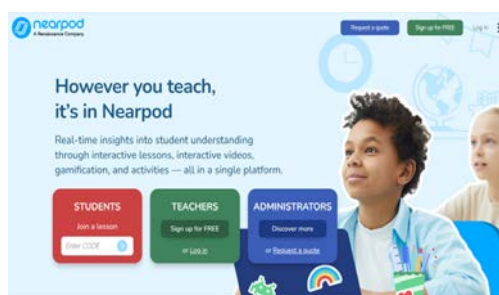 nearpod
A Renaissance Company
Request a quote
Sign up for FREE
Log in
However you teach,
it's in Nearpod
Real-time insights into student understanding
through interactive lessons, interactive videos,
gamification, and activities — all in a single platform.
STUDENTS
Join a lesson
Enter CODE
TEACHERS
Sign up for FREE
or Log in
ADMINISTRATORS
Discover more
or Request a quote